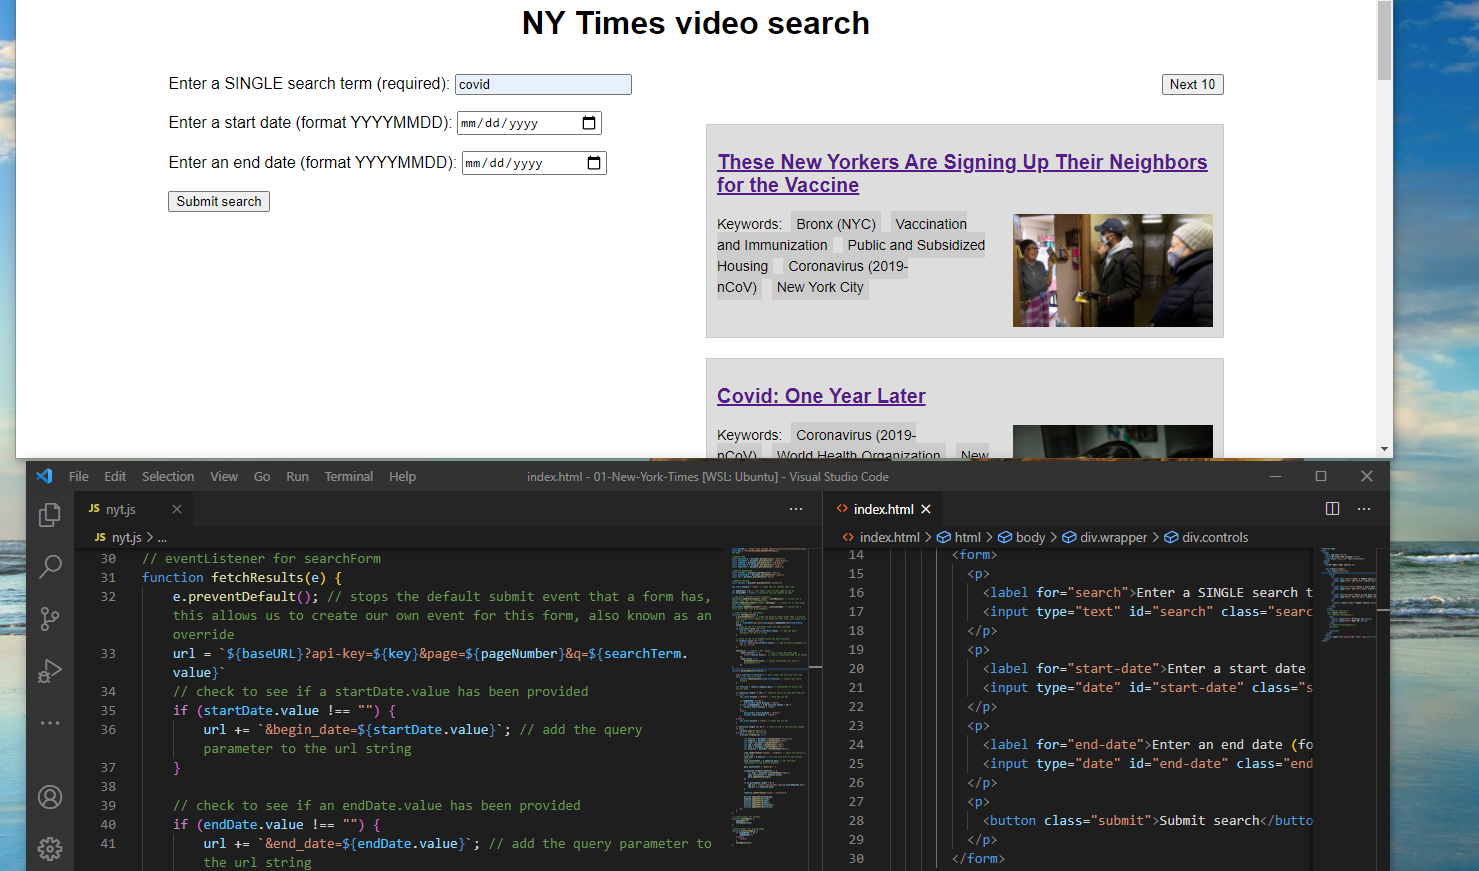 NY Times video search
Enter a SINGLE search term (required): covid
Enter a start date (format YYYYMMDD): mm/dd/yyyy
Enter an end date (format YYYYMMDD): mm/dd/yyyy
Submit search
Next 10
These New Yorkers Are Signing Up Their Neighbors
for the Vaccine
Keywords: Bronx (NYC) Vaccination
and Immunization Public and Subsidized
Housing Coronavirus (2019-
nCoV) New York City
Covid: One Year Later
Keywords: Coronavirus (2019-
nCoV) World Health Organization New
File Edit Selection View Go Run Terminal Help
index.html - 01-New-York-Times [WSL: Ubuntu] - Visual Studio Code
JS nyt.js
JS nyt.js > ...
30 // eventListener for searchForm
31 function fetchResults(e) {
32 e.preventDefault(); // stops the default submit event that a form has,
this allows us to create our own event for this form, also known as an
override
33 url = `${baseURL}?api-key=${key}&page=${pageNumber}&q=${searchTerm.
value}`
34 // check to see if a startDate.value has been provided
35 if (startDate.value !== "") {
36 url += `&begin_date=${startDate.value}`; // add the query
parameter to the url string
37 }
38
39 // check to see if an endDate.value has been provided
40 if (endDate.value !== "") {
41 url += `&end_date=${endDate.value}`; // add the query parameter to
the url string
index.html
index.html > html > body > div.wrapper > div.controls
14 <form>
15 <p>
16 <label for="search">Enter a SINGLE search t
17 <input type="text" id="search" class="searc
18 </p>
19 <p>
20 <label for="start-date">Enter a start date
21 <input type="date" id="start-date" class="s
22 </p>
23 <p>
24 <label for="end-date">Enter an end date (fo
25 <input type="date" id="end-date" class="end
26 </p>
27 <p>
28 <button class="submit">Submit search</butto
29 </p>
30 </form>